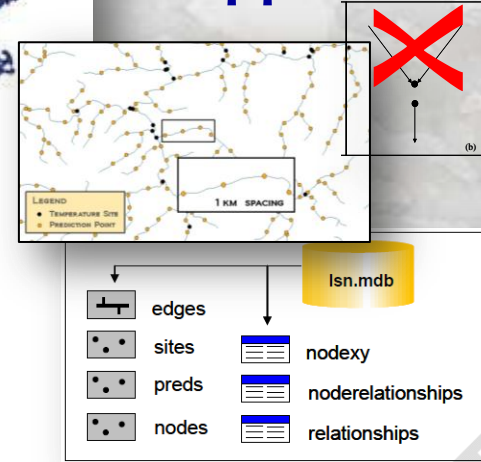 (b)
LEGEND
TEMPERATURE SITE
PREDICTION POINT
1 KM SPACING
lsn.mdb
edges
sites
preds
nodes
nodexy
noderelationships
relationships